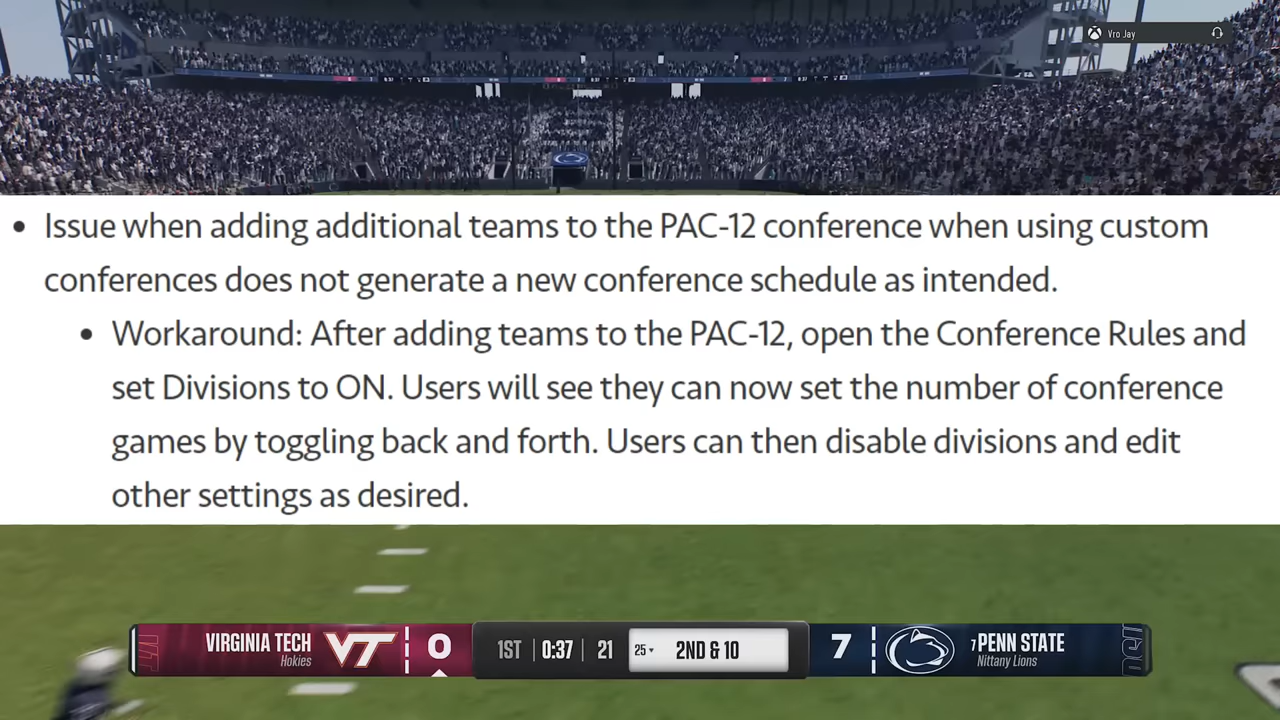 Vro Jay
• Issue when adding additional teams to the PAC-12 conference when using custom
conferences does not generate a new conference schedule as intended.
• Workaround: After adding teams to the PAC-12, open the Conference Rules and
set Divisions to ON. Users will see they can now set the number of conference
games by toggling back and forth. Users can then disable divisions and edit
other settings as desired.
VIRGINIA TECH VT 0 1ST 0:37 21 25 2ND & 10 7 7 PENN STATE
Hokies Nittany Lions